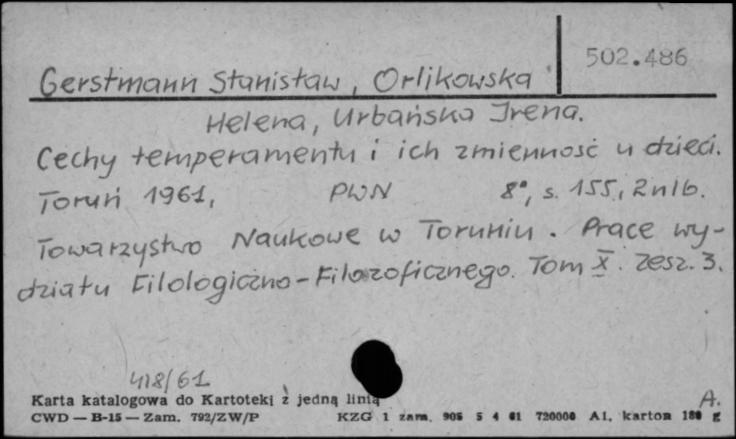 502.486
Gerstmann Stanisław, Orlikowska
Helena, Urbańska Irena.
Cechy temperamentu i ich zmienność u dzieci.
Toruń 1961, PWN 8°, s. 155, 2 nlb.
Towarzystwo Naukowe w Toruniu. Prace wy-
działu Filologiczno-Filozoficznego. Tom X. Zesz. 3.
418/61
Karta katalogowa do Kartoteki z jedną linią A.
CWD — B-15 — Zam. 792/ZW/P KZG 1 zam. 905 5 4 61 720000 A1, karton 180 g